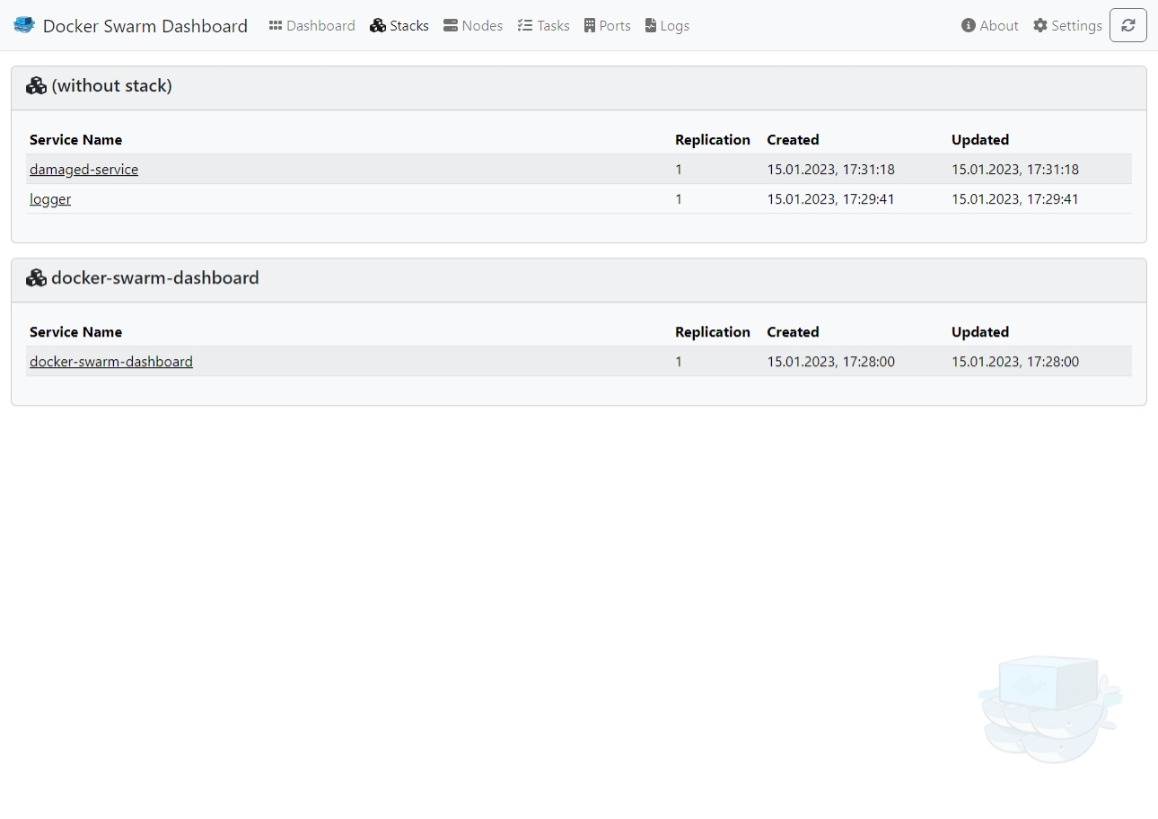 Docker Swarm Dashboard Dashboard Stacks Nodes Tasks Ports Logs About Settings
(without stack)
Service Name Replication Created Updated
damaged-service 1 15.01.2023, 17:31:18 15.01.2023, 17:31:18
logger 1 15.01.2023, 17:29:41 15.01.2023, 17:29:41
docker-swarm-dashboard
Service Name Replication Created Updated
docker-swarm-dashboard 1 15.01.2023, 17:28:00 15.01.2023, 17:28:00